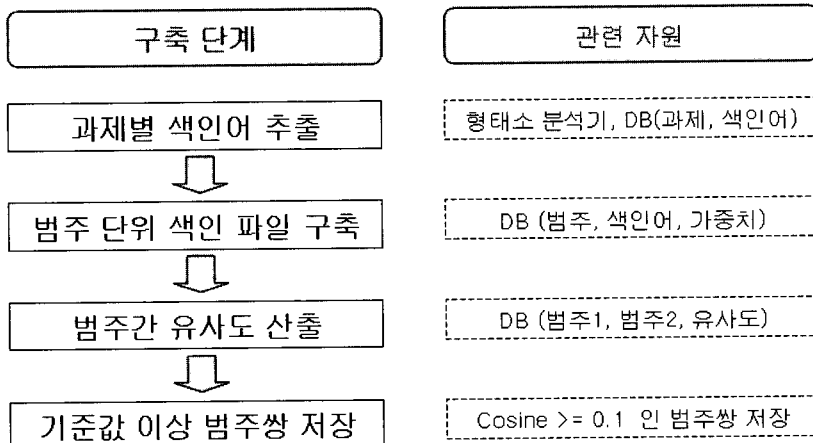 구축 단계
관련 자원
과제별 색인어 추출
형태소 분석기, DB(과제, 색인어)
범주 단위 색인 파일 구축
DB (범주, 색인어, 가중치)
범주간 유사도 산출
DB (범주1, 범주2, 유사도)
기준값 이상 범주쌍 저장
Cosine >= 0.1 인 범주쌍 저장